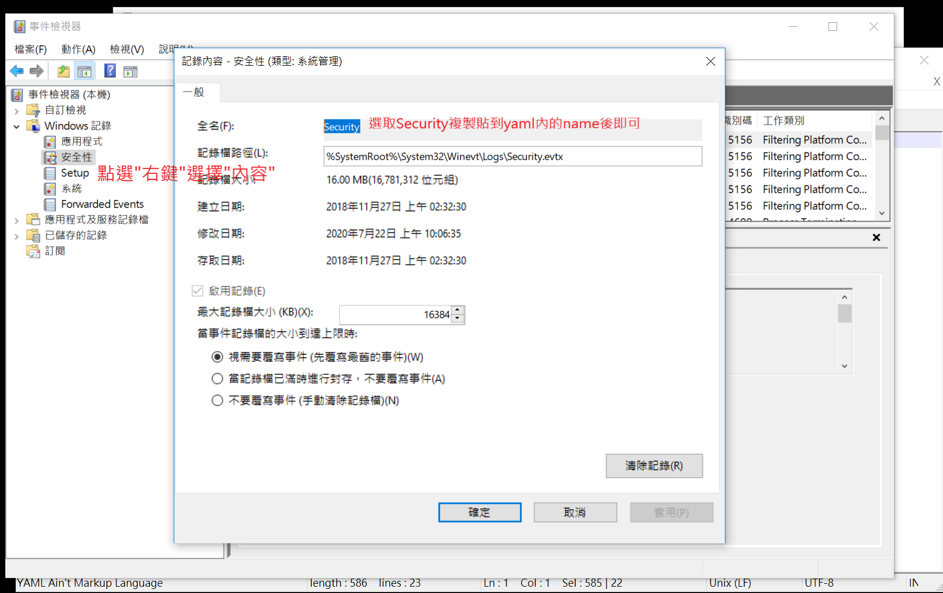 事件檢視器
檔案(F) 動作(A) 檢視(V)
記錄內容 - 安全性 (類型: 系統管理)
X
事件檢視器 (本機)
自訂檢視
Windows 記錄
應用程式
安全性
Setup
系統
Forwarded Events
應用程式及服務記錄檔
已儲存的記錄
訂閱
點選"右鍵"選擇"內容"
一般
全名(F):
Security
選取Security複製貼到yaml內的name後即可
記錄檔路徑(L):
%SystemRoot%\System32\Winevt\Logs\Security.evtx
記錄檔大小:
16.00 MB(16,781,312 位元組)
建立日期:
2018年11月27日 上午 02:32:30
修改日期:
2020年7月22日 上午 10:06:35
存取日期:
2018年11月27日 上午 02:32:30
啟用記錄(E)
最大記錄檔大小 (KB)(X):
16384
當事件記錄檔的大小到達上限時:
視需要覆寫事件 (先覆寫最舊的事件)(W)
當記錄檔已滿時進行封存，不要覆寫事件(A)
不要覆寫事件 (手動清除記錄檔)(N)
清除記錄(R)
確定
取消
套用(P)
識別碼 工作類別
5156 Filtering Platform Co...
5156 Filtering Platform Co...
5156 Filtering Platform Co...
5156 Filtering Platform Co...
5156 Filtering Platform Co...
YAML Ain't Markup Language
length : 586 lines : 23
Ln : 1 Col : 1 Sel : 585 | 22
Unix (LF)
UTF-8
IN